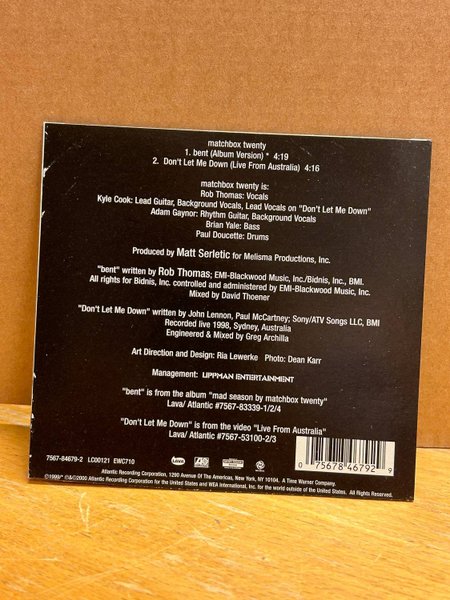 matchbox twenty
1. bent (Album Version) * 4:19
2. Don't Let Me Down (Live From Australia) 4:16
matchbox twenty is:
Rob Thomas: Vocals
Kyle Cook: Lead Guitar, Background Vocals, Lead Vocals on "Don't Let Me Down"
Adam Gaynor: Rhythm Guitar, Background Vocals
Brian Yale: Bass
Paul Doucette: Drums
Produced by Matt Serletic for Melisma Productions, Inc.
"bent" written by Rob Thomas; EMI-Blackwood Music, Inc./Bidnis, Inc., BMI.
All rights for Bidnis, Inc. controlled and administered by EMI-Blackwood Music, Inc.
Mixed by David Thoener
"Don't Let Me Down" written by John Lennon, Paul McCartney; Sony/ATV Songs LLC, BMI
Recorded live 1998, Sydney, Australia
Engineered & Mixed by Greg Archilla
Art Direction and Design: Ria Lewerke Photo: Dean Karr
Management: LIPPMAN ENTERTAINMENT
"bent" is from the album "mad season by matchbox twenty"
Lava/ Atlantic #7567-83339-1/2/4
"Don't Let Me Down" is from the video "Live From Australia"
Lava/ Atlantic #7567-53100-2/3
7567-84679-2 LC00121 EWC710
0 75678 46792 9
Atlantic Recording Corporation, 1290 Avenue Of The Americas, New York, NY 10104. A Time Warner Company.
Atlantic Recording Corporation for the United States and WEA International, Inc. for the world outside of the United States. All Rights Reserved.